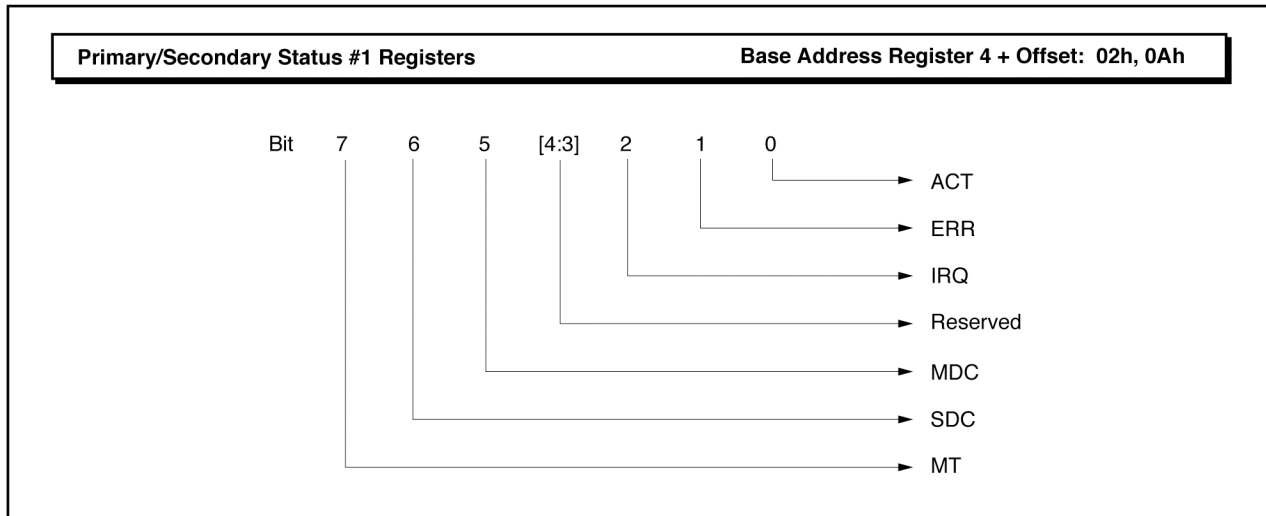 Primary/Secondary Status #1 Registers Base Address Register 4 + Offset: 02h, 0Ah
Bit 7 6 5 [4:3] 2 1 0
ACT
ERR
IRQ
Reserved
MDC
SDC
MT